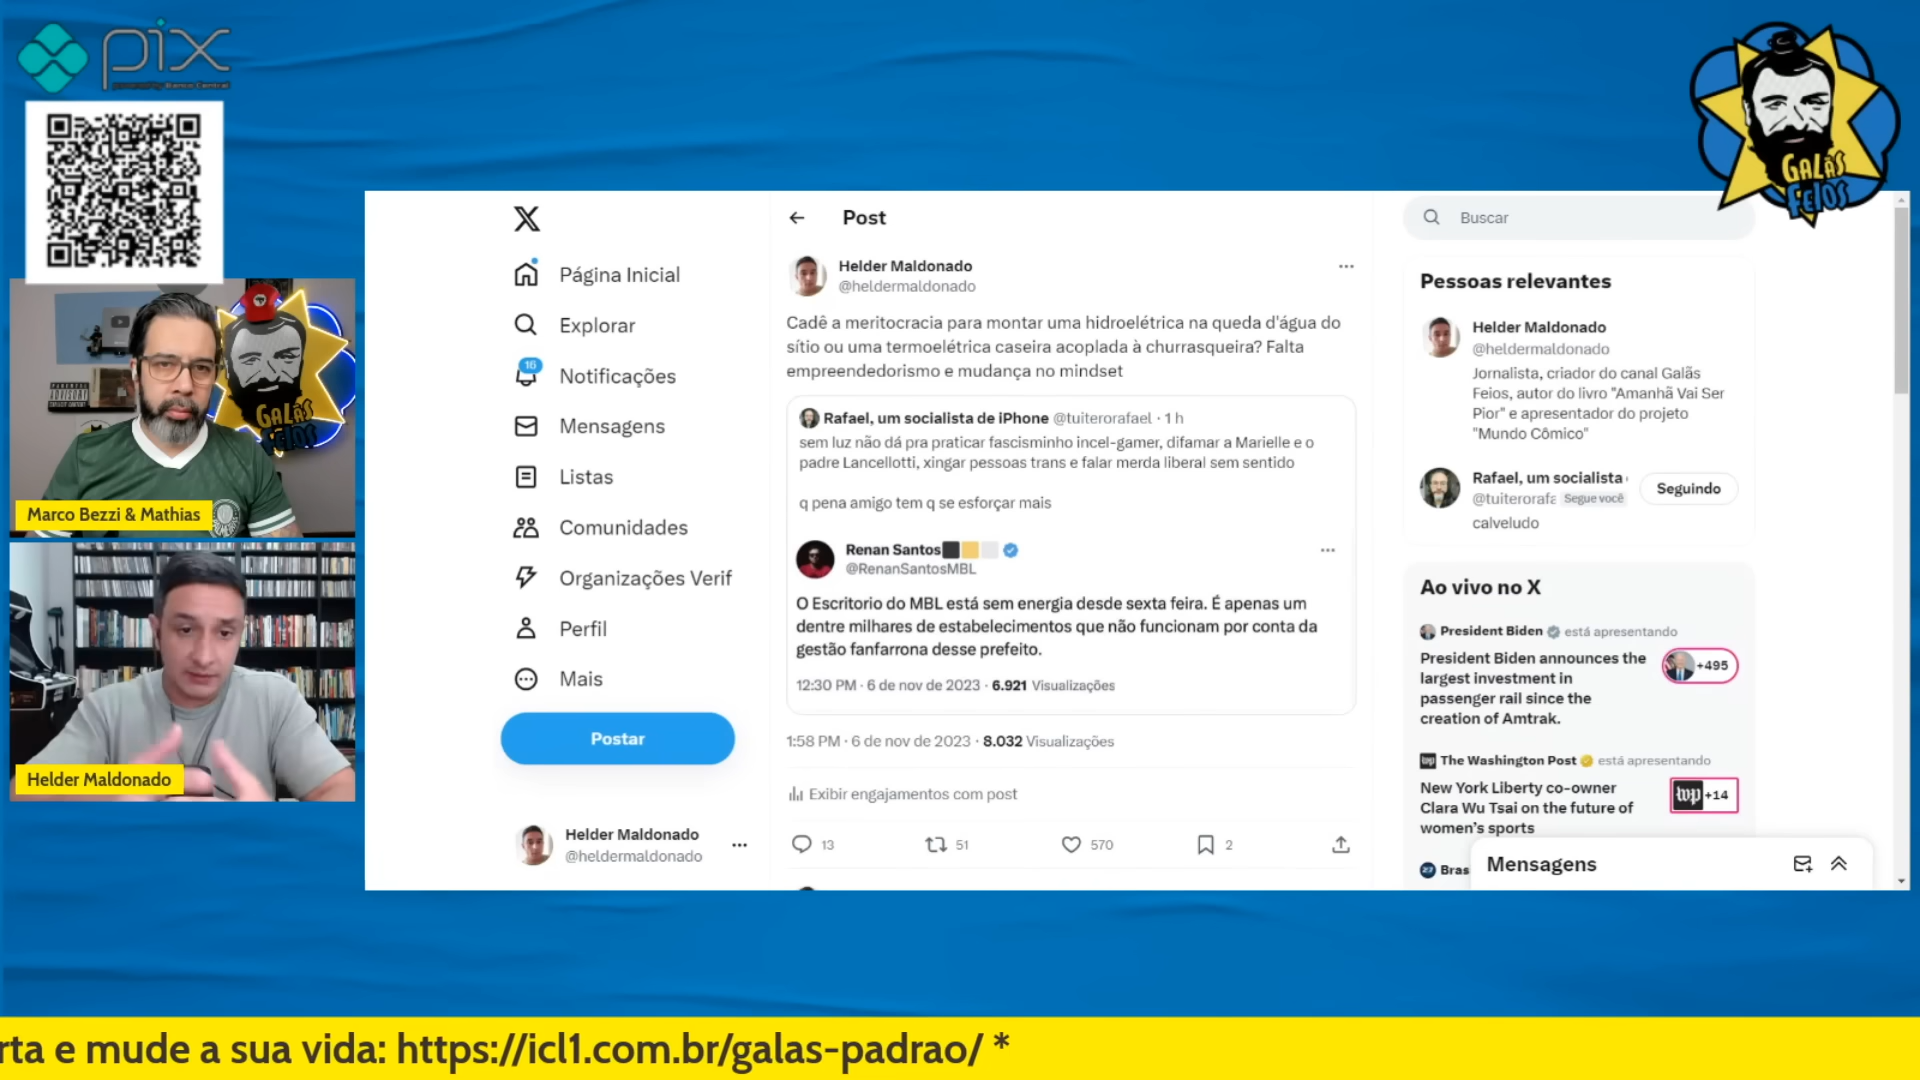 pix
powered by Banco Central
GALÃS
FEIOS
GALÃS
FEIOS
Marco Bezzi & Mathias
Helder Maldonado
Página Inicial
Explorar
16
Notificações
Mensagens
Listas
Comunidades
Organizações Verif
Perfil
Mais
Postar
Helder Maldonado
@heldermaldonado
Post
Helder Maldonado
@heldermaldonado
Cadê a meritocracia para montar uma hidroelétrica na queda d'água do
sítio ou uma termoelétrica caseira acoplada à churrasqueira? Falta
empreendedorismo e mudança no mindset
Rafael, um socialista de iPhone @tuiterorafael · 1 h
sem luz não dá pra praticar fascisminho incel-gamer, difamar a Marielle e o
padre Lancellotti, xingar pessoas trans e falar merda liberal sem sentido
q pena amigo tem q se esforçar mais
Renan Santos
@RenanSantosMBL
O Escritorio do MBL está sem energia desde sexta feira. É apenas um
dentre milhares de estabelecimentos que não funcionam por conta da
gestão fanfarrona desse prefeito.
12:30 PM · 6 de nov de 2023 · 6.921 Visualizações
1:58 PM · 6 de nov de 2023 · 8.032 Visualizações
Exibir engajamentos com post
13 51 570 2
Buscar
Pessoas relevantes
Helder Maldonado
@heldermaldonado
Jornalista, criador do canal Galãs
Feios, autor do livro "Amanhã Vai Ser
Pior" e apresentador do projeto
"Mundo Cômico"
Rafael, um socialista
@tuiterorafa Segue você
Seguindo
calveludo
Ao vivo no X
President Biden está apresentando
President Biden announces the
largest investment in
passenger rail since the
creation of Amtrak.
+495
The Washington Post está apresentando
New York Liberty co-owner
Clara Wu Tsai on the future of
women's sports
wp +14
Bras
Mensagens
rta e mude a sua vida: https://icl1.com.br/galas-padrao/ *